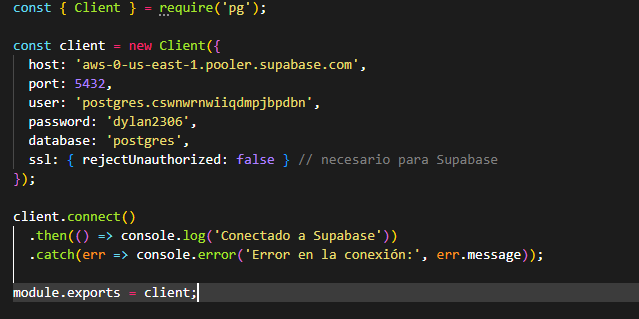 const { Client } = require('pg');
const client = new Client({
host: 'aws-0-us-east-1.pooler.supabase.com',
port: 5432,
user: 'postgres.cswnwrnwiiqdmpjbpdbn',
password: 'dylan2306',
database: 'postgres',
ssl: { rejectUnauthorized: false } // necesario para Supabase
});
client.connect()
.then(() => console.log('Conectado a Supabase'))
.catch(err => console.error('Error en la conexión:', err.message));
module.exports = client;